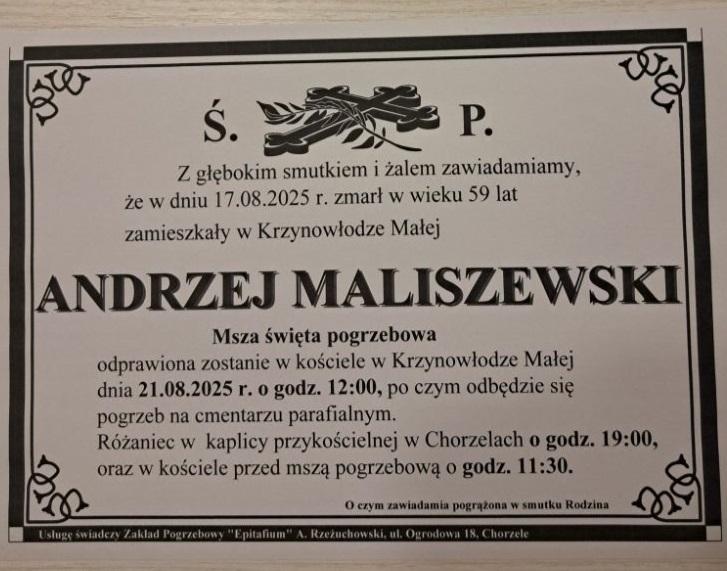 Ś. P.
Z głębokim smutkiem i żalem zawiadamiamy,
że w dniu 17.08.2025 r. zmarł w wieku 59 lat
zamieszkały w Krzynowłodze Małej
ANDRZEJ MALISZEWSKI
Msza święta pogrzebowa
odprawiona zostanie w kościele w Krzynowłodze Małej
dnia 21.08.2025 r. o godz. 12:00, po czym odbędzie się
pogrzeb na cmentarzu parafialnym.
Różaniec w kaplicy przykościelnej w Chorzelach o godz. 19:00,
oraz w kościele przed mszą pogrzebową o godz. 11:30.
O czym zawiadamia pogrążona w smutku Rodzina
Usługę świadczy Zakład Pogrzebowy "Epitafium" A. Rzeżuchowski, ul. Ogrodowa 18, Chorzele